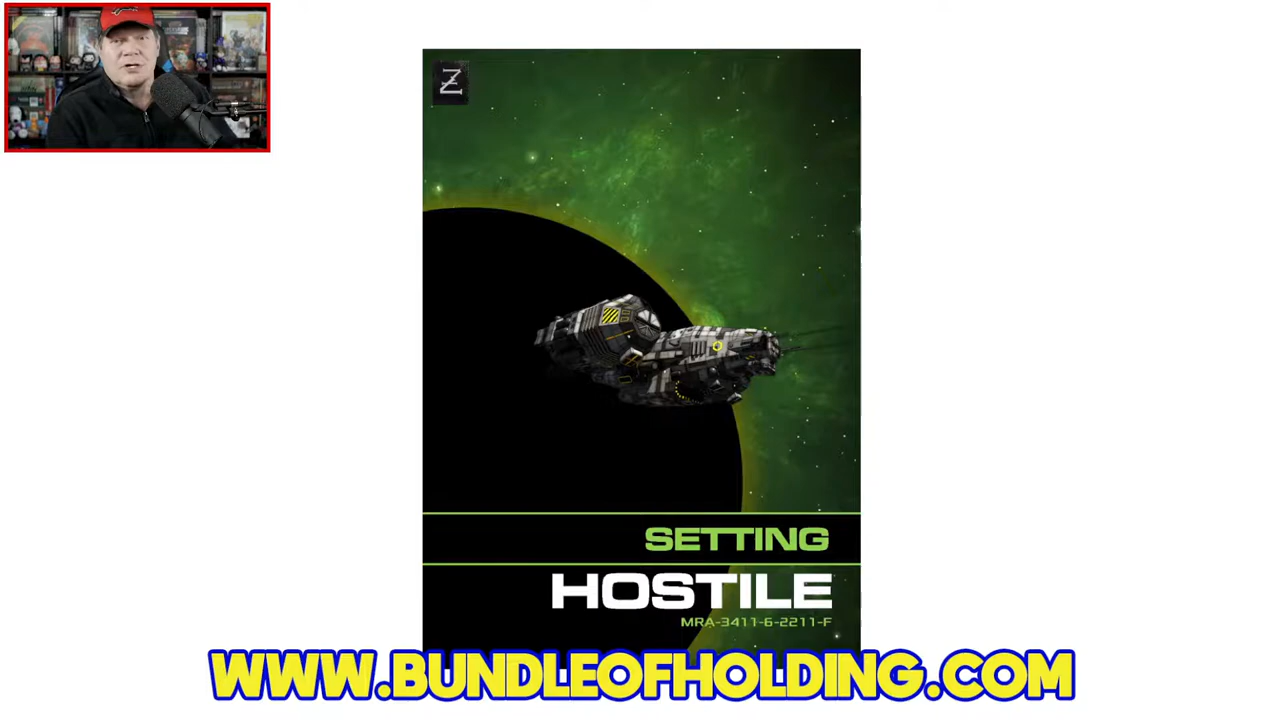 Z
SETTING
HOSTILE
MRA-3411-6-2211-F
WWW.BUNDLEOFHOLDING.COM